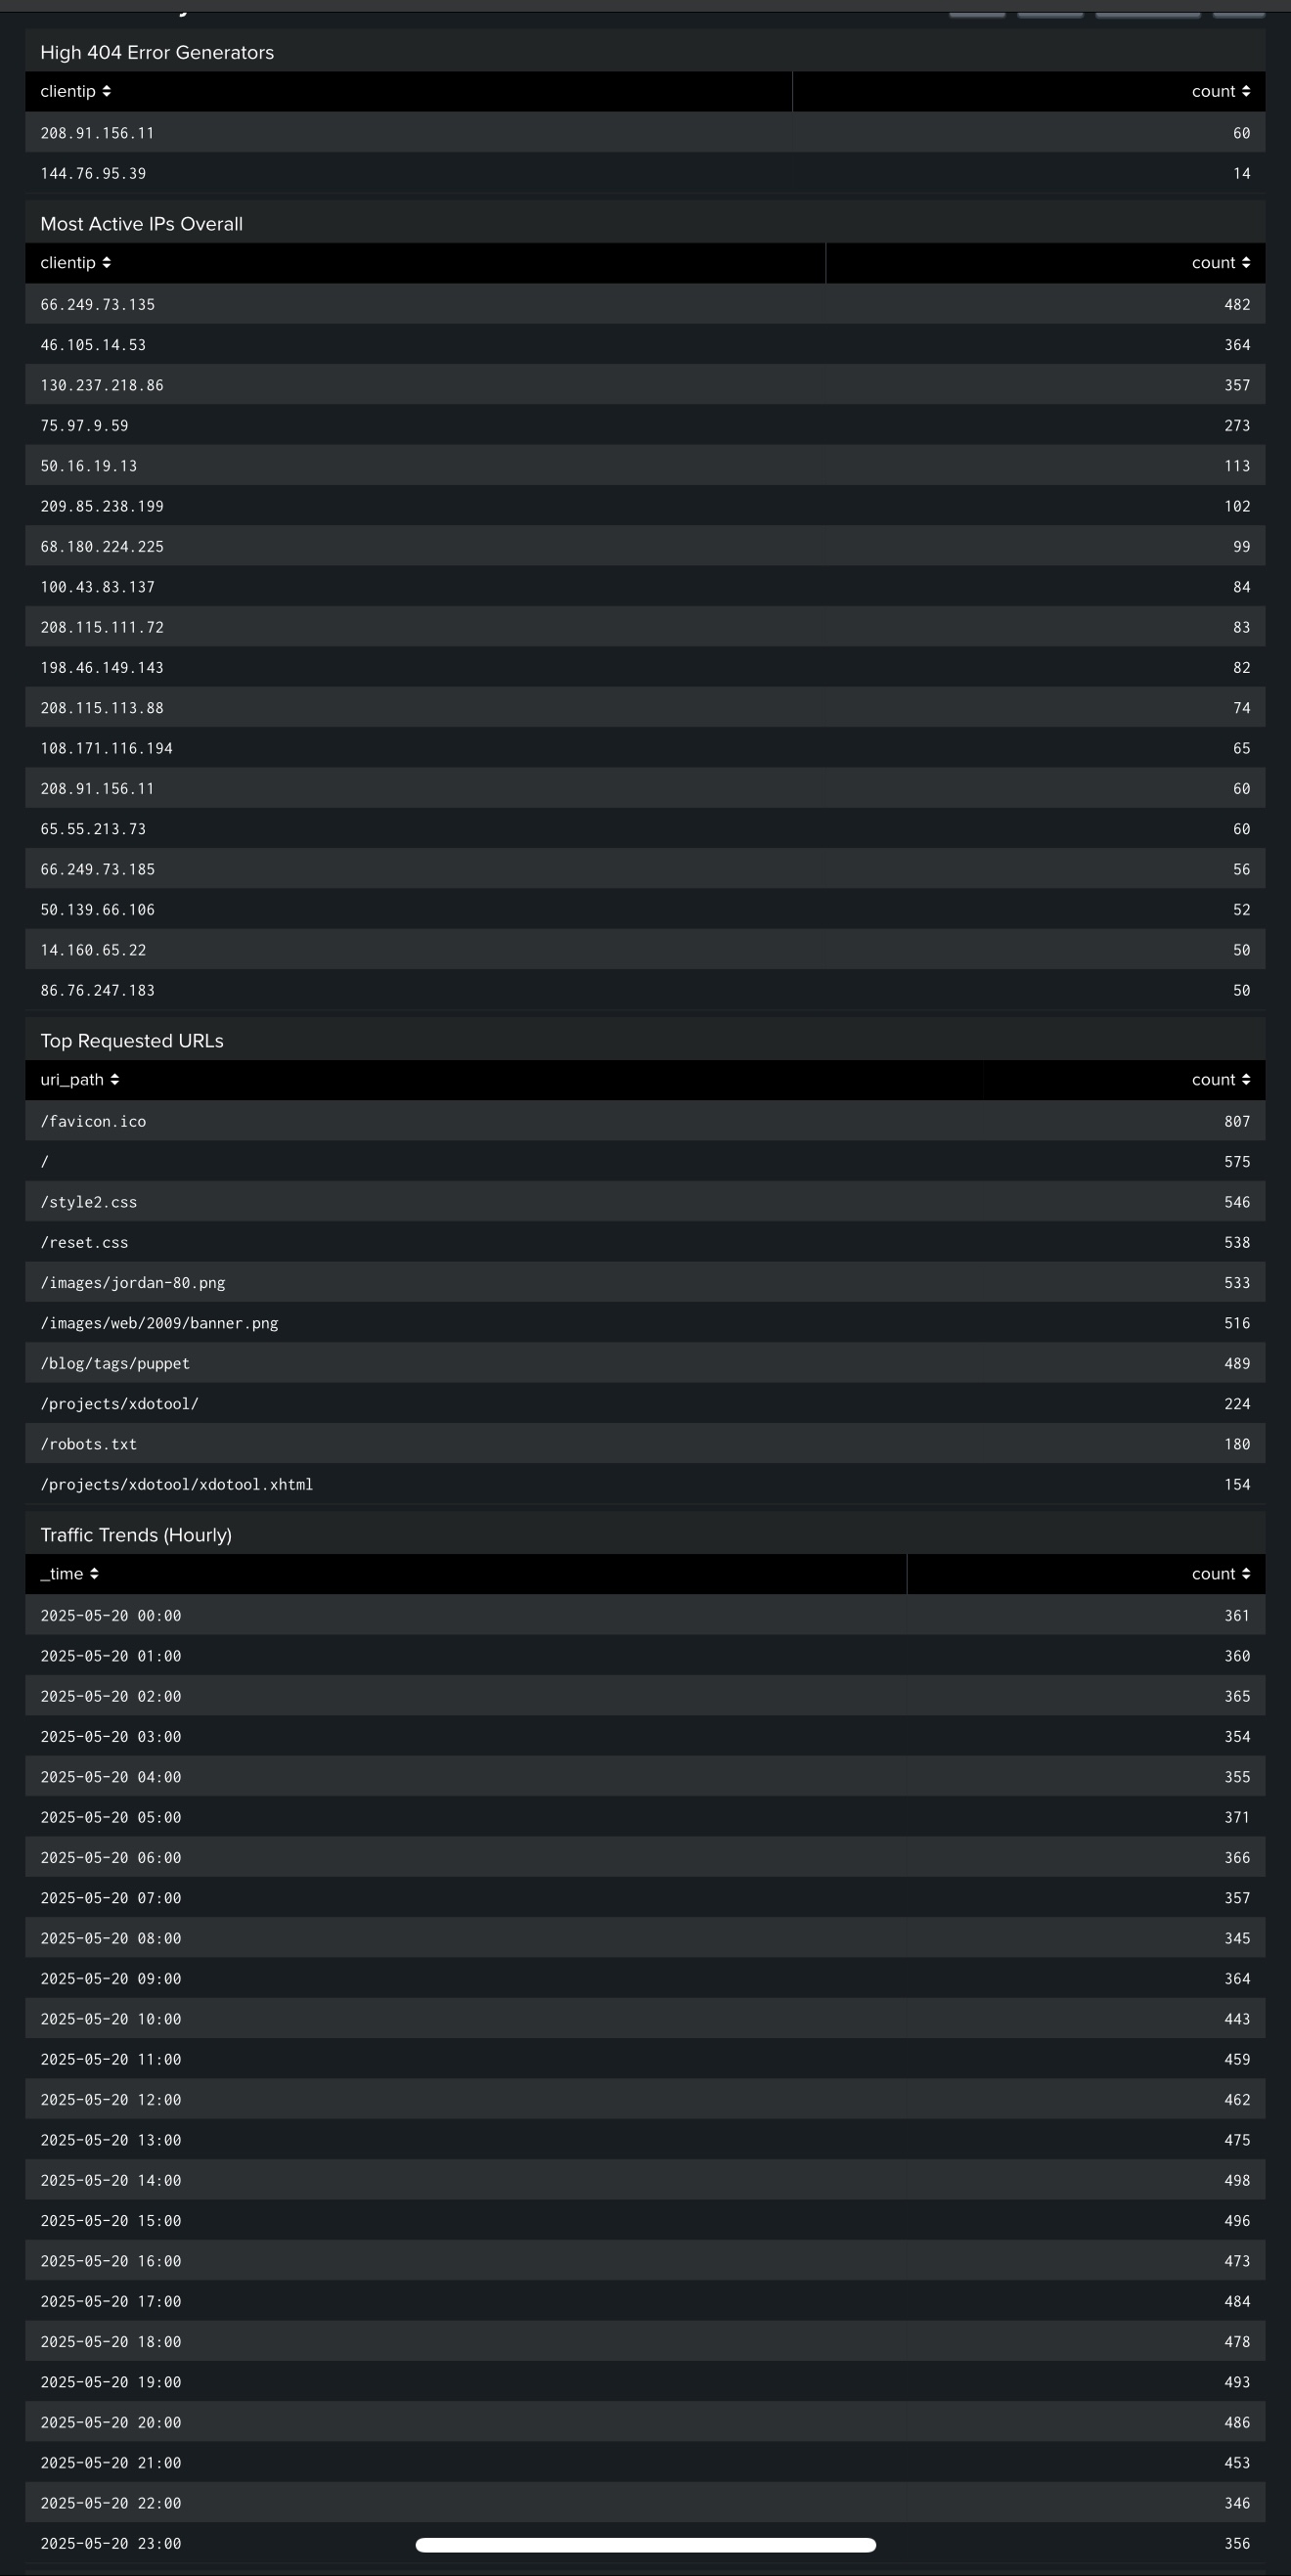 High 404 Error Generators
clientip count
208.91.156.11 60
144.76.95.39 14
Most Active IPs Overall
clientip count
66.249.73.135 482
46.105.14.53 364
130.237.218.86 357
75.97.9.59 273
50.16.19.13 113
209.85.238.199 102
68.180.224.225 99
100.43.83.137 84
208.115.111.72 83
198.46.149.143 82
208.115.113.88 74
108.171.116.194 65
208.91.156.11 60
65.55.213.73 60
66.249.73.185 56
50.139.66.106 52
14.160.65.22 50
86.76.247.183 50
Top Requested URLs
uri_path count
/favicon.ico 807
/ 575
/style2.css 546
/reset.css 538
/images/jordan-80.png 533
/images/web/2009/banner.png 516
/blog/tags/puppet 489
/projects/xdotool/ 224
/robots.txt 180
/projects/xdotool/xdotool.xhtml 154
Traffic Trends (Hourly)
_time count
2025-05-20 00:00 361
2025-05-20 01:00 360
2025-05-20 02:00 365
2025-05-20 03:00 354
2025-05-20 04:00 355
2025-05-20 05:00 371
2025-05-20 06:00 366
2025-05-20 07:00 357
2025-05-20 08:00 345
2025-05-20 09:00 364
2025-05-20 10:00 443
2025-05-20 11:00 459
2025-05-20 12:00 462
2025-05-20 13:00 475
2025-05-20 14:00 498
2025-05-20 15:00 496
2025-05-20 16:00 473
2025-05-20 17:00 484
2025-05-20 18:00 478
2025-05-20 19:00 493
2025-05-20 20:00 486
2025-05-20 21:00 453
2025-05-20 22:00 346
2025-05-20 23:00 356